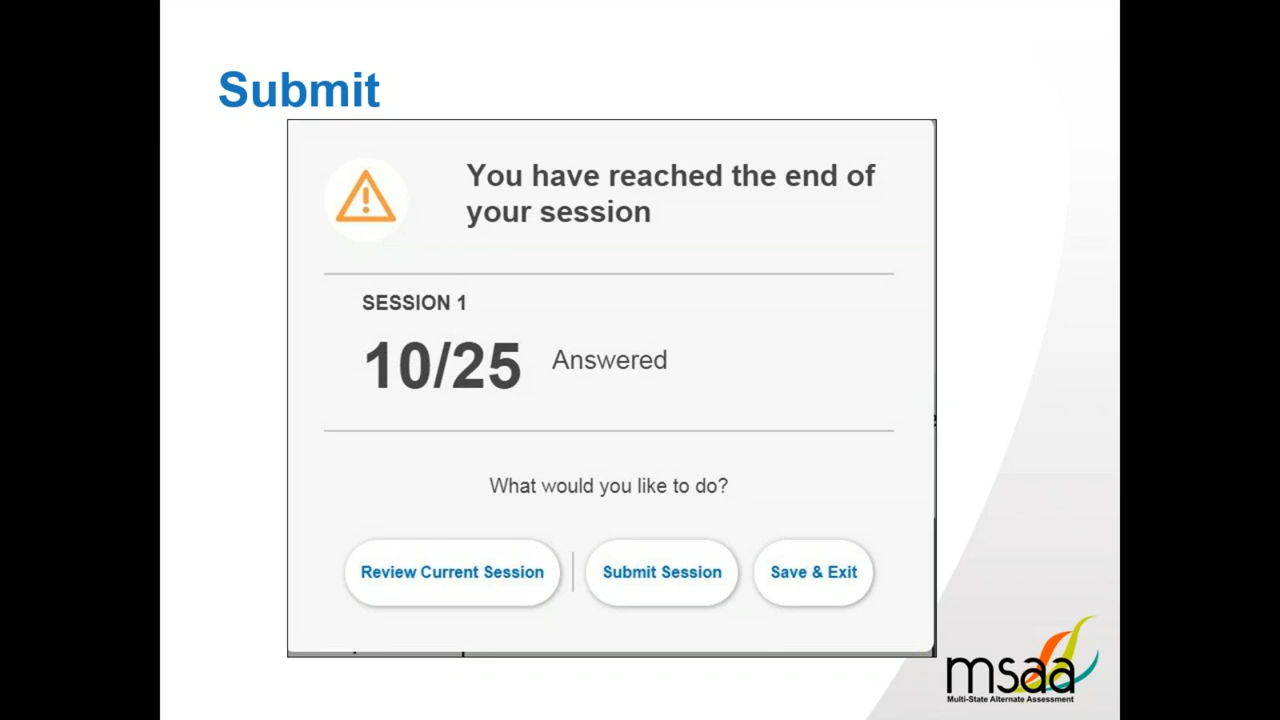 Submit
You have reached the end of
your session
SESSION 1
10/25 Answered
What would you like to do?
Review Current Session Submit Session Save & Exit
msaa
Multi-State Alternate Assessment